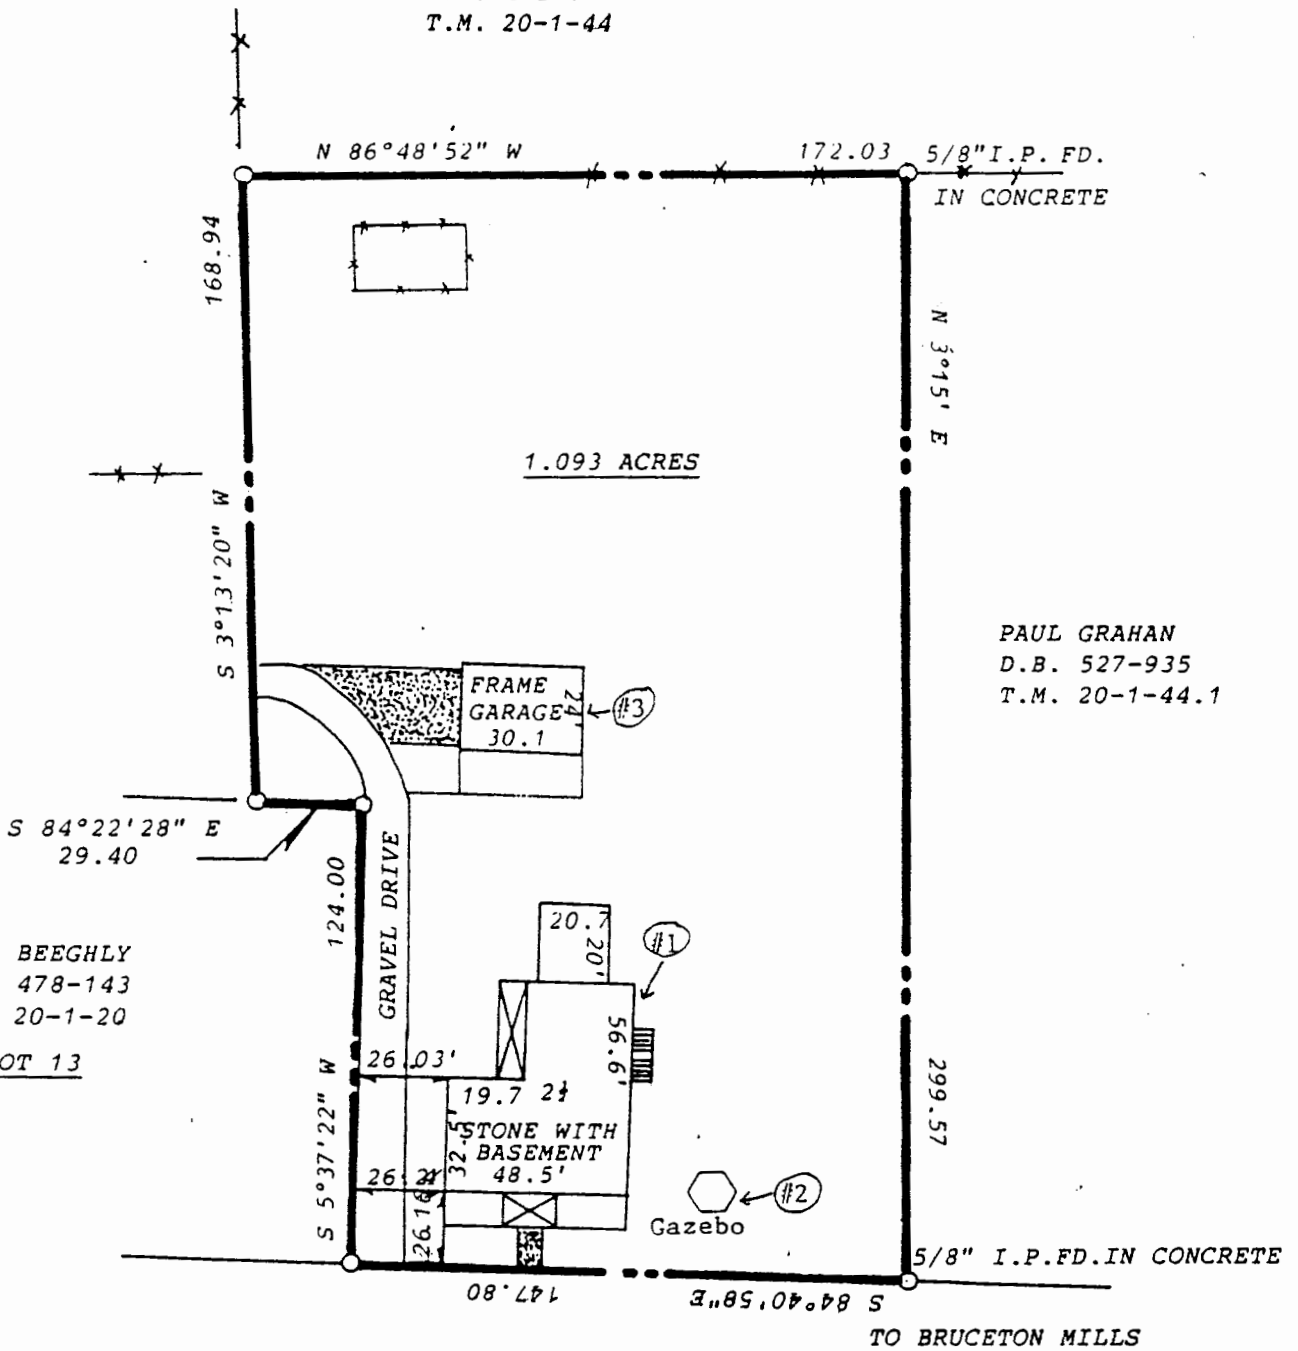 T.M. 20-1-44
N 86°48'52" W
172.03
5/8" I.P. FD.
IN CONCRETE
168.94
N 3°15' E
1.093 ACRES
S 3°13'20" W
PAUL GRAHAN
D.B. 527-935
T.M. 20-1-44.1
FRAME
GARAGE
30.1
24'
#3
S 84°22'28" E
29.40
124.00
GRAVEL DRIVE
20.7
20'
#1
BEEGHLY
478-143
20-1-20
OT 13
56.6'
26.03'
19.7 2½
32.5'
STONE WITH
BASEMENT
48.5'
299.57
S 5°37'22" W
26.16
#2
Gazebo
5/8" I.P.FD.IN CONCRETE
147.80
S 84°40'58"E
TO BRUCETON MILLS